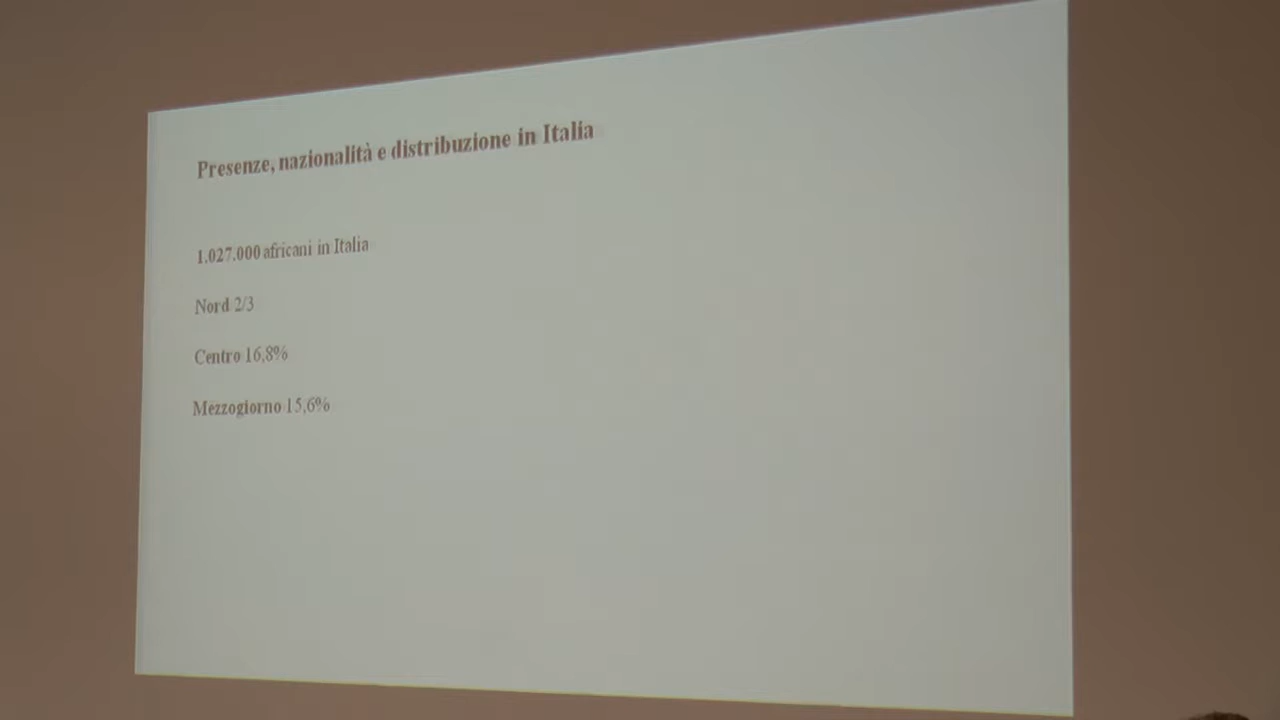 Presenze, nazionalità e distribuzione in Italia
1.027.000 africani in Italia
Nord 2/3
Centro 16,8%
Mezzogiorno 15,6%